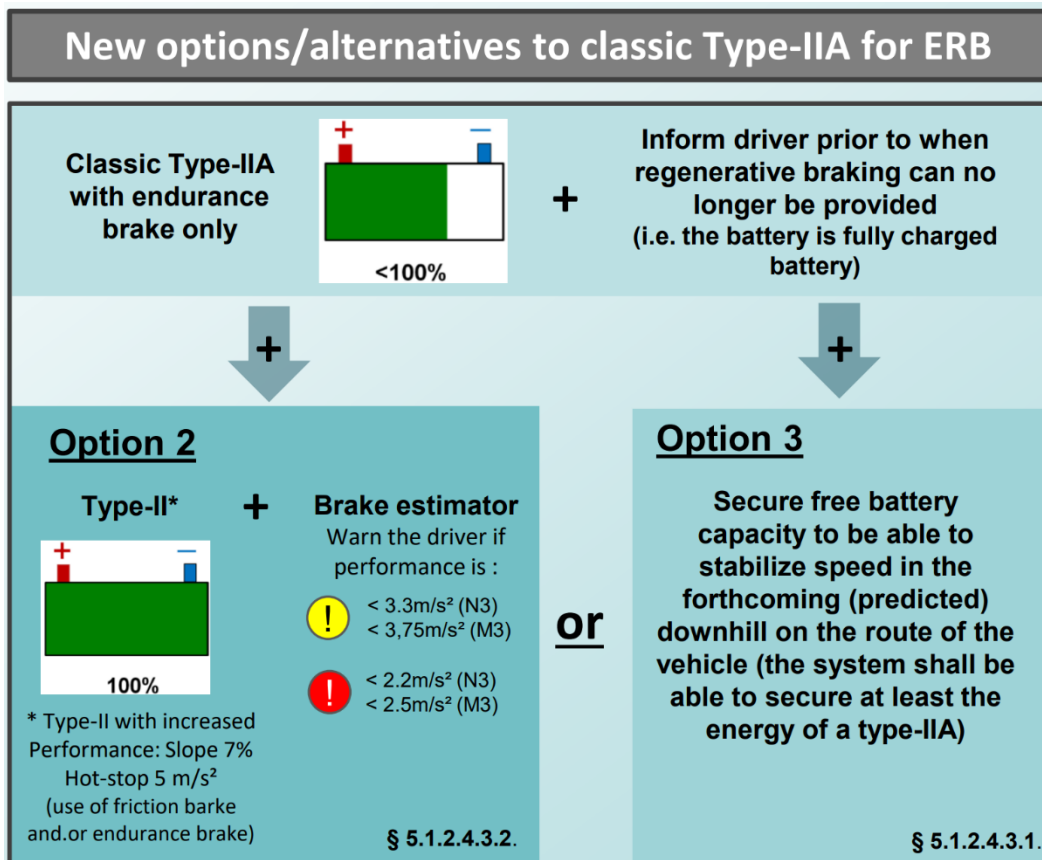 New options/alternatives to classic Type-IIA for ERB
Classic Type-IIA
with endurance
brake only
+ −
<100%
+
Inform driver prior to when
regenerative braking can no
longer be provided
(i.e. the battery is fully charged
battery)
+
+
Option 2
Type-II*
+
Brake estimator
Warn the driver if
performance is :
+ −
100%
! < 3.3m/s² (N3)
< 3,75m/s² (M3)
! < 2.2m/s² (N3)
< 2.5m/s² (M3)
* Type-II with increased
Performance: Slope 7%
Hot-stop 5 m/s²
(use of friction barke
and.or endurance brake)
§ 5.1.2.4.3.2.
or
Option 3
Secure free battery
capacity to be able to
stabilize speed in the
forthcoming (predicted)
downhill on the route of the
vehicle (the system shall be
able to secure at least the
energy of a type-IIA)
§ 5.1.2.4.3.1.